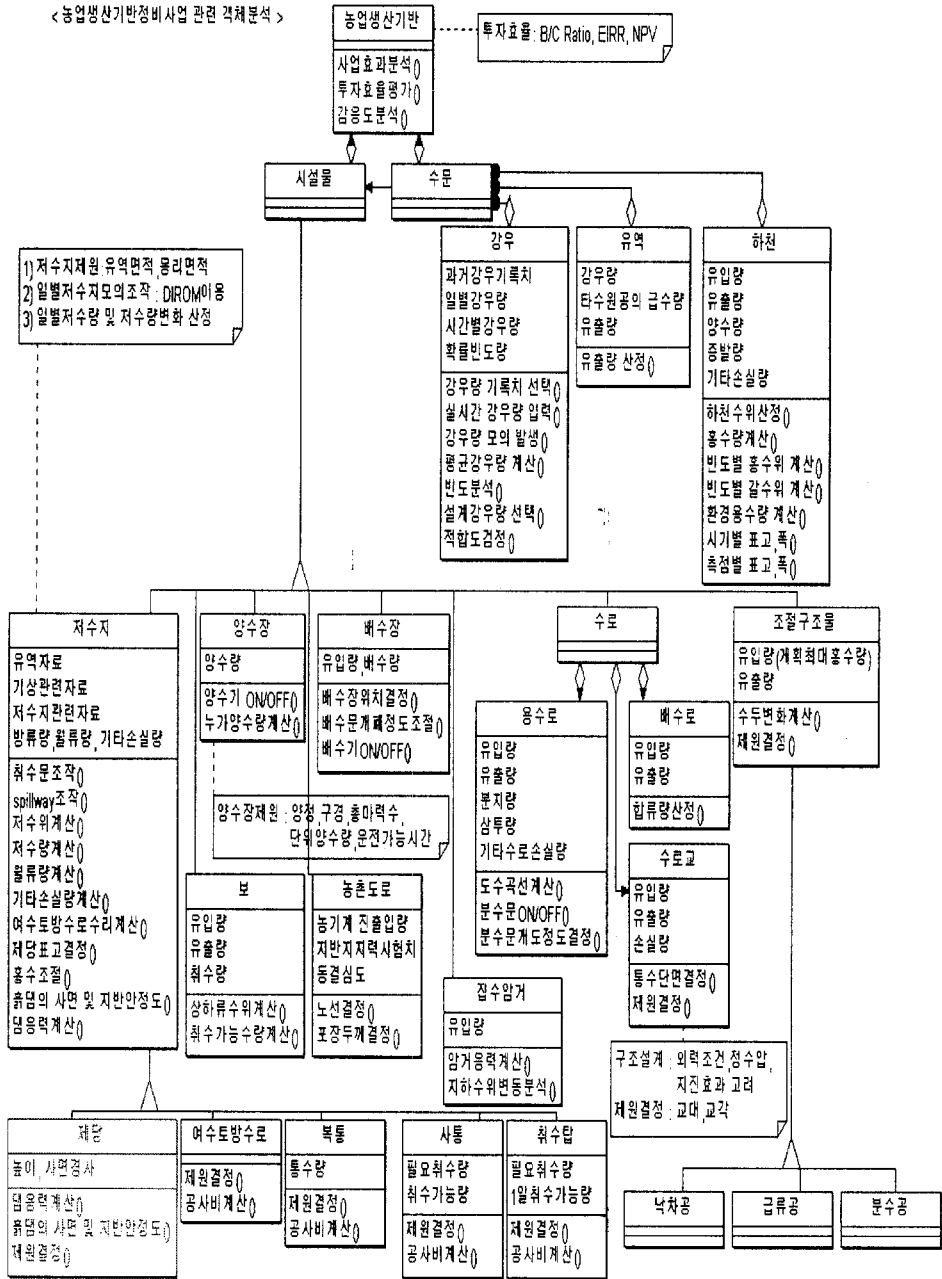 < 농업생산기반정비사업 관련 객체분석 >
농업생산기반
사업효과분석()
투자효율평가()
감응도분석()
투자효율 : B/C Ratio, EIRR, NPV
시설물
수문
1) 저수지제원:유역면적,몽리면적
2) 일별저수지모의조작 : DIROM이용
3) 일별저수량 및 저수량변화 산정
강우
과거강우기록치
일별강우량
시간별강우량
확률빈도량
강우량 기록치 선택()
실시간 강우량 입력()
강우량 모의 발생()
평균강우량 계산()
빈도분석()
설계강우량 선택()
적합도검정()
유역
강우량
타수원공의 급수량
유출량
유출량 산정()
하천
유입량
유출량
양수량
증발량
기타손실량
하천수위산정()
홍수량계산()
빈도별 홍수위 계산()
빈도별 갈수위 계산()
환경용수량 계산()
시기별 표고,폭()
측점별 표고,폭()
저수지
유역자료
기상관련자료
저수지관련자료
방류량,월류량, 기타손실량
취수문조작()
spillway조작()
저수위계산()
저수량계산()
월류량계산()
기타손실량계산()
여수토방수로수리계산()
제당표고결정()
홍수조절()
흙댐의 사면 및 지반안정도()
댐응력계산()
양수장
양수량
양수기 ON/OFF()
누가양수량계산()
배수장
유입량,배수량
배수장위치결정()
배수문개폐정도조절()
배수기ON/OFF()
양수장제원 : 양정,구경,총마력수,
단위양수량,운전가능시간
보
유입량
유출량
취수량
상하류수위계산()
취수가능수량계산()
농촌도로
농기계 진출입량
지반지지력시험치
동결심도
노선결정()
포장두께결정()
수로
용수로
유입량
유출량
분지량
삼투량
기타수로손실량
도수곡선계산()
분수문ON/OFF()
분수문개도정도결정()
배수로
유입량
유출량
합류량산정()
수로교
유입량
유출량
손실량
통수단면결정()
제원결정()
조절구조물
유입량(계획최대홍수량)
유출량
수두변화계산()
제원결정()
집수암거
유입량
암거응력계산()
지하수위변동분석()
구조설계 : 외력조건,정수압,
지진효과 고려
제원결정 : 교대,교각
제당
높이, 사면경사
댐응력계산()
흙댐의 사면 및 지반안정도()
제원결정()
여수토방수로
제원결정()
공사비계산()
복통
통수량
제원결정()
공사비계산()
사통
필요취수량
취수가능량
제원결정()
공사비계산()
취수탑
필요취수량
1일취수가능량
제원결정()
공사비계산()
낙차공
급류공
분수공